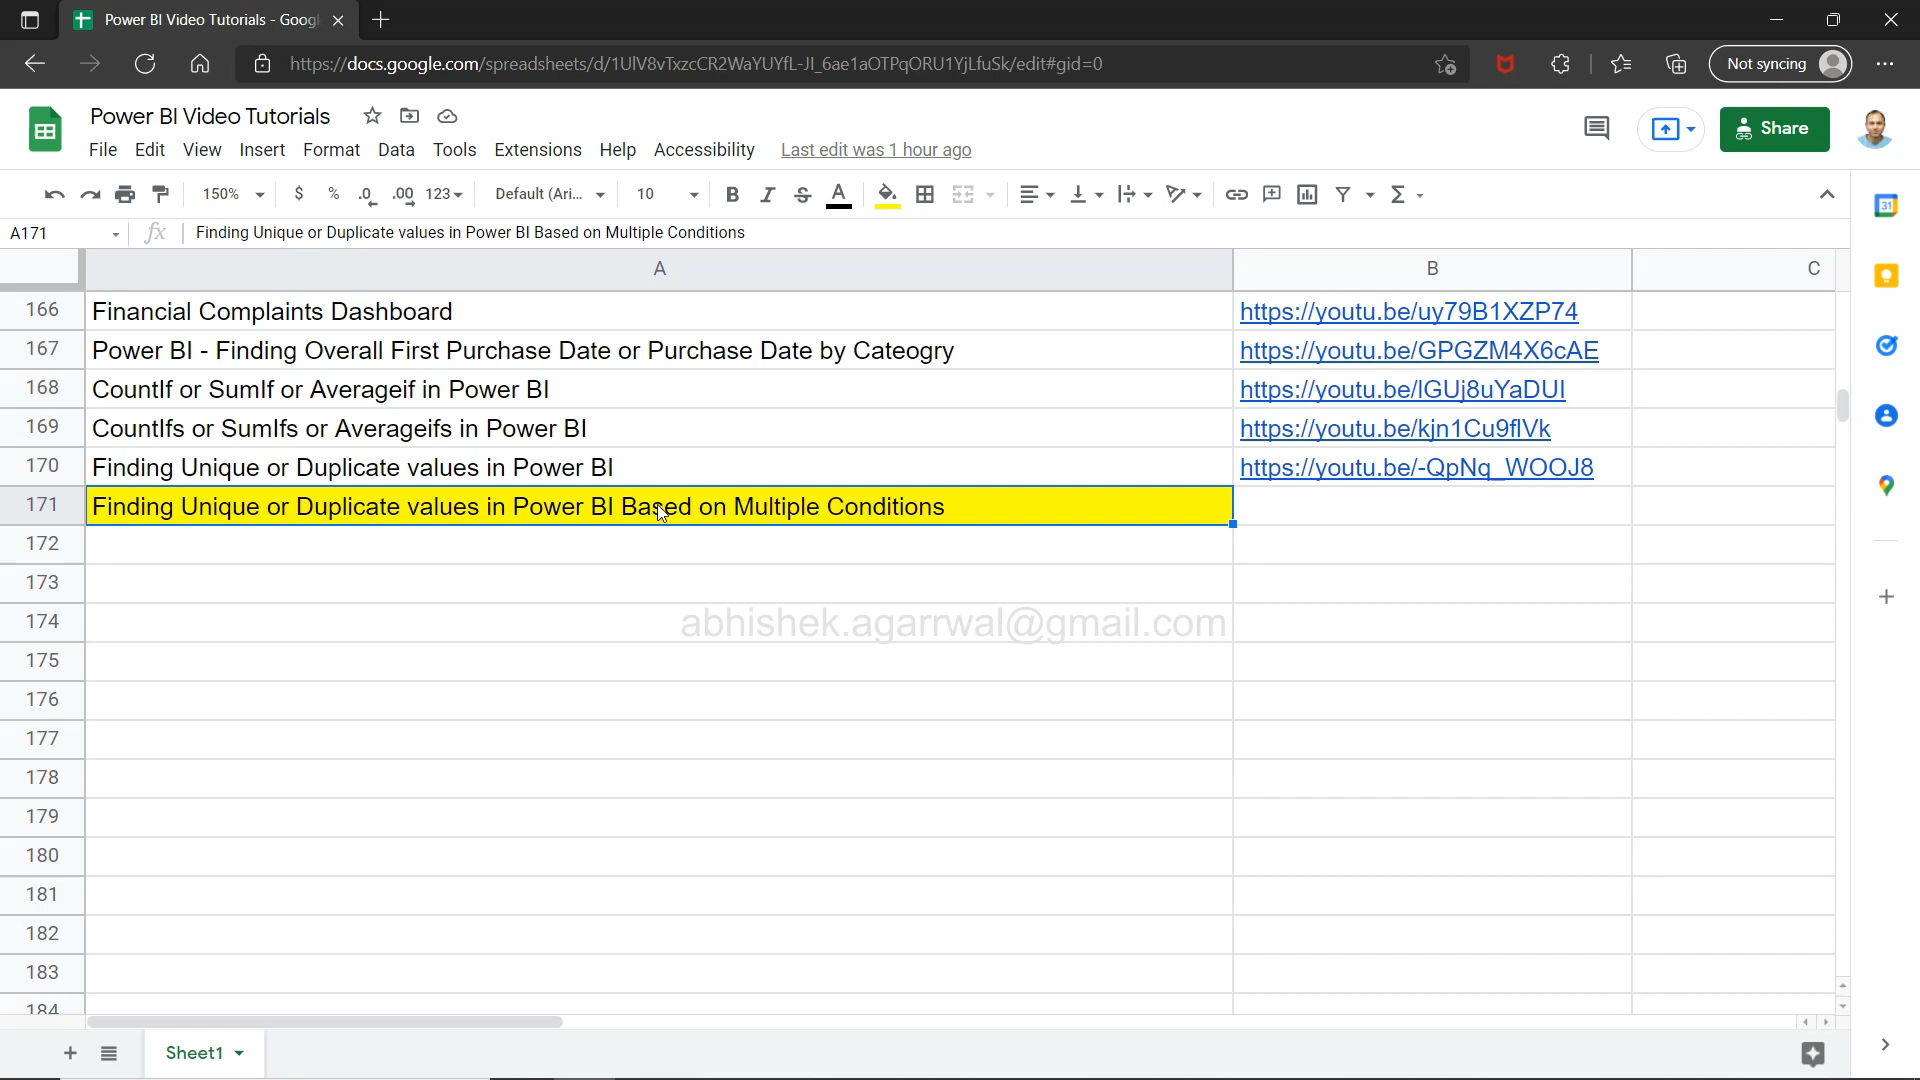 Power BI Video Tutorials - Goog
https://docs.google.com/spreadsheets/d/1UlV8vTxzcCR2WaYUYfL-JI_6ae1aOTPqORU1YjLfuSk/edit#gid=0
Not syncing
Power BI Video Tutorials
File Edit View Insert Format Data Tools Extensions Help Accessibility Last edit was 1 hour ago
Share
150% $ % .0 .00 123 Default (Ari... 10 B I S A Σ
31
A171 fx Finding Unique or Duplicate values in Power BI Based on Multiple Conditions
A B C
166 Financial Complaints Dashboard https://youtu.be/uy79B1XZP74
167 Power BI - Finding Overall First Purchase Date or Purchase Date by Cateogry https://youtu.be/GPGZM4X6cAE
168 CountIf or SumIf or Averageif in Power BI https://youtu.be/IGUj8uYaDUI
169 CountIfs or SumIfs or Averageifs in Power BI https://youtu.be/kjn1Cu9flVk
170 Finding Unique or Duplicate values in Power BI https://youtu.be/-QpNq_WOOJ8
171 Finding Unique or Duplicate values in Power BI Based on Multiple Conditions
172
173
174 abhishek.agarrwal@gmail.com
175
176
177
178
179
180
181
182
183
184
Sheet1